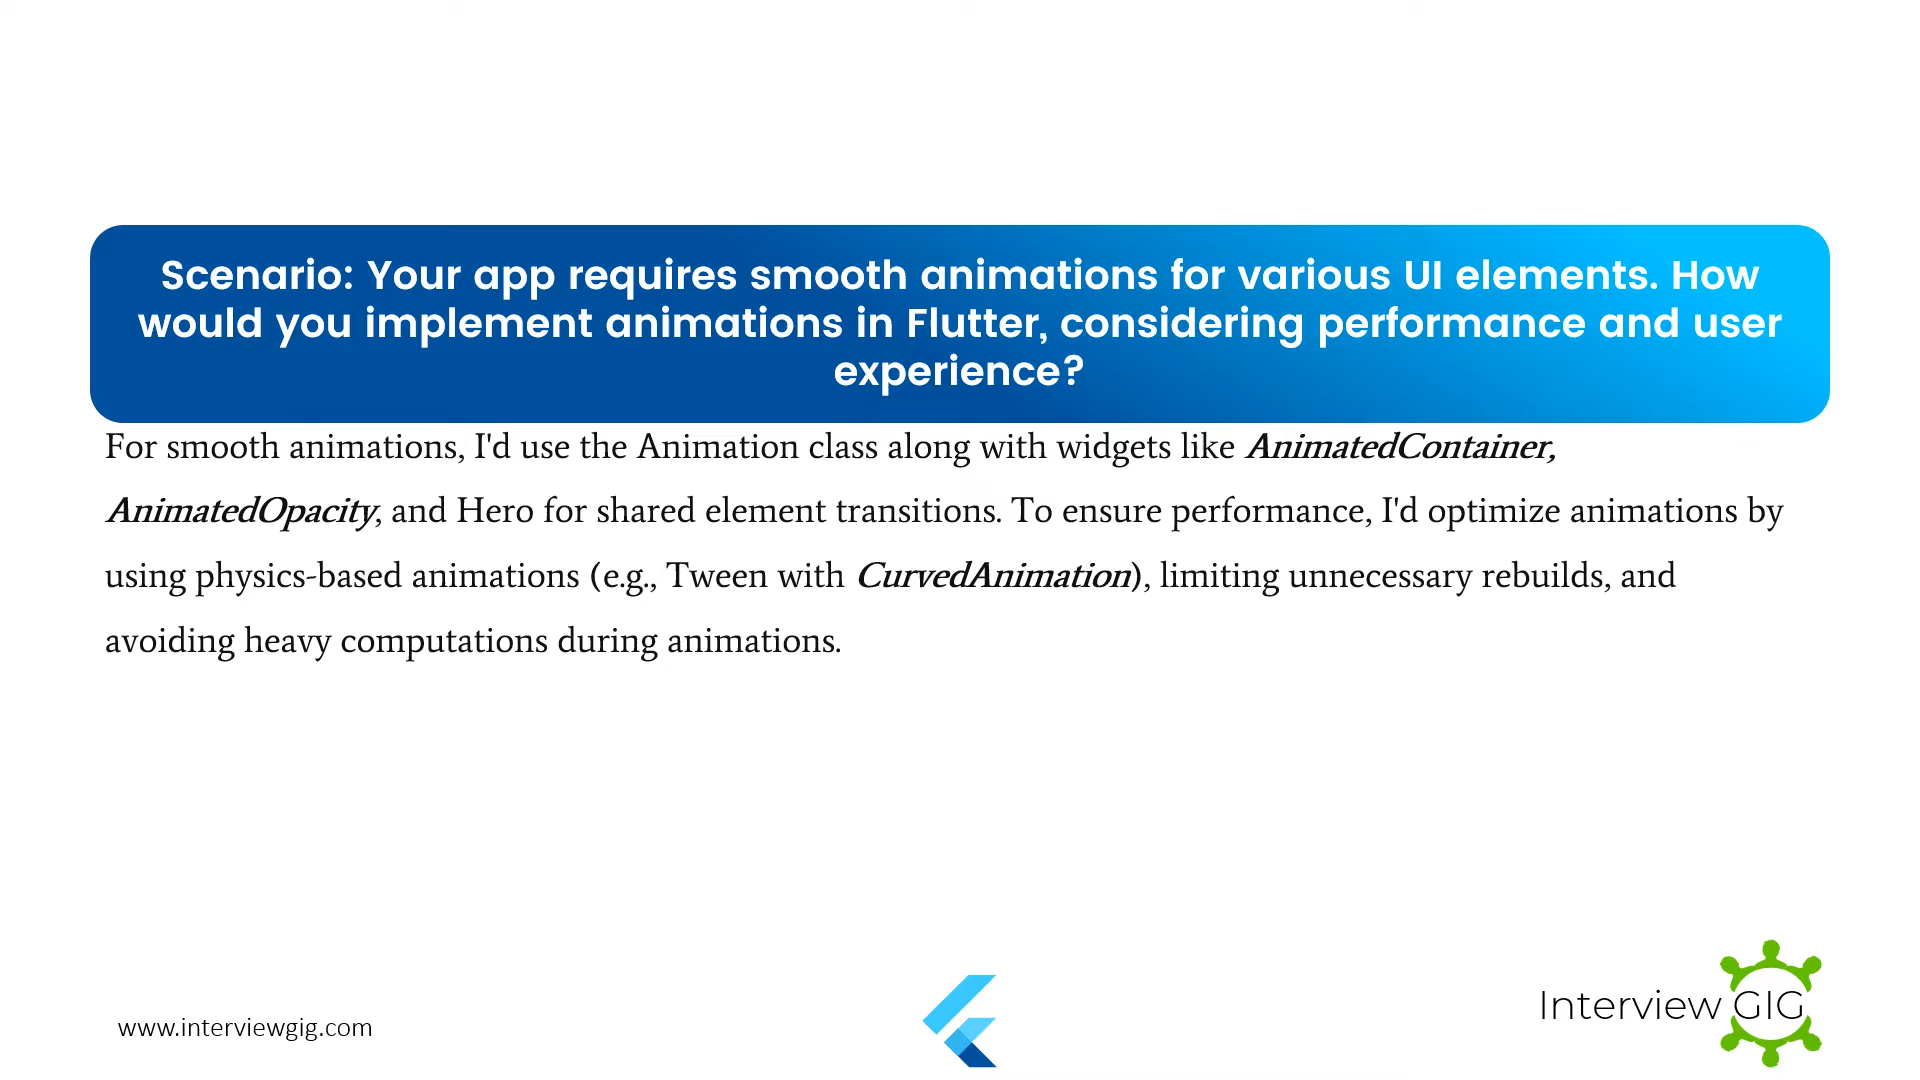 Scenario: Your app requires smooth animations for various UI elements. How
would you implement animations in Flutter, considering performance and user
experience?
For smooth animations, I'd use the Animation class along with widgets like AnimatedContainer,
AnimatedOpacity, and Hero for shared element transitions. To ensure performance, I'd optimize animations by
using physics-based animations (e.g., Tween with CurvedAnimation), limiting unnecessary rebuilds, and
avoiding heavy computations during animations.
www.interviewgig.com
Interview GIG